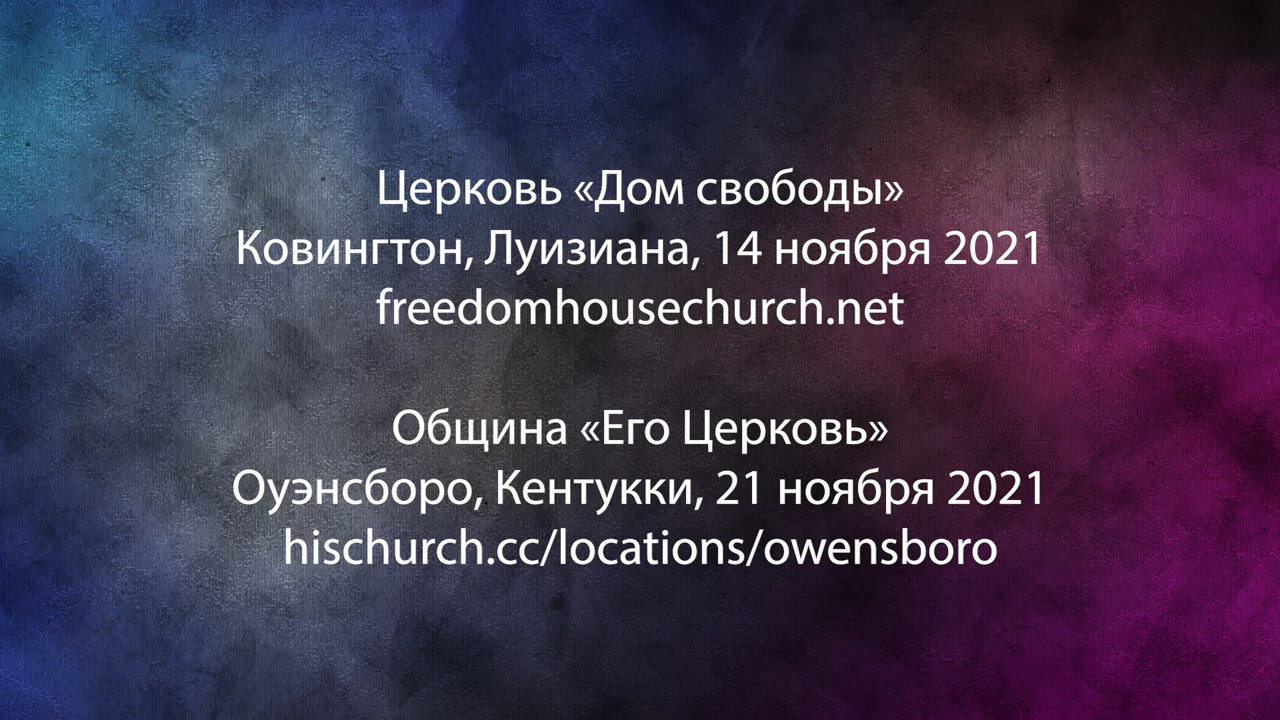 Церковь «Дом свободы»
Ковингтон, Луизиана, 14 ноября 2021
freedomhousechurch.net
Община «Его Церковь»
Оуэнсборо, Кентукки, 21 ноября 2021
hischurch.cc/locations/owensboro